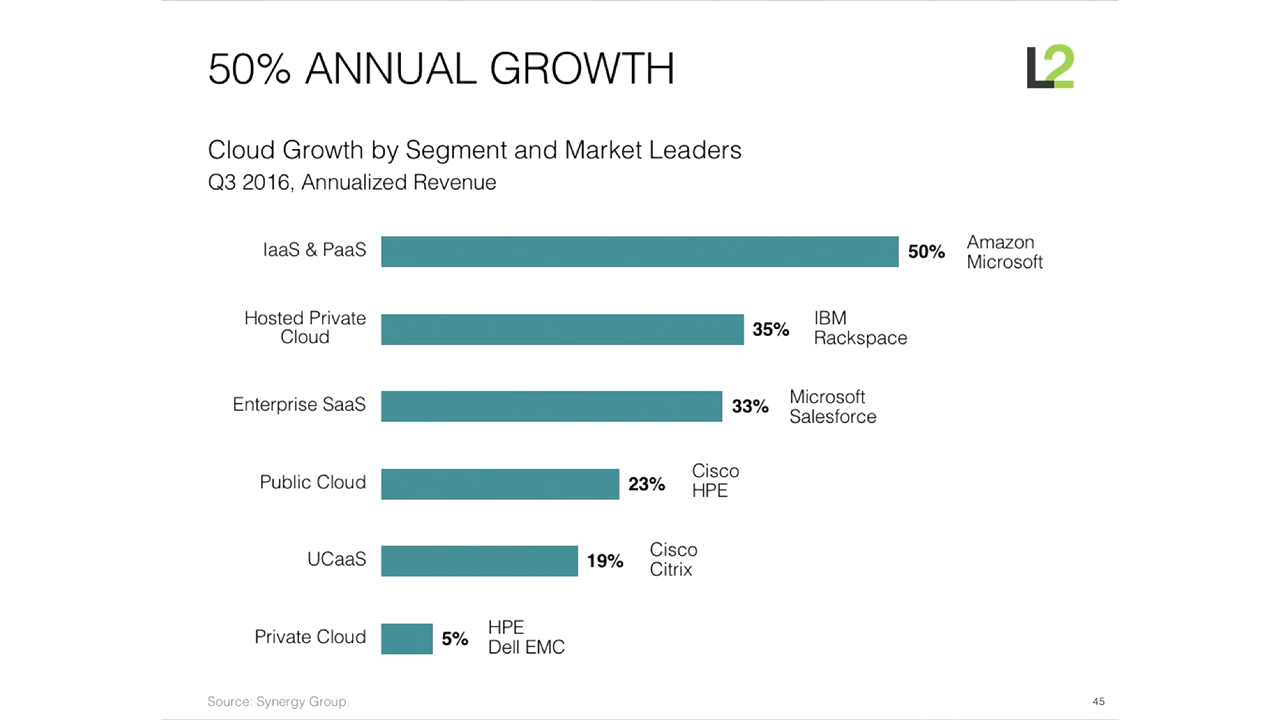 50% ANNUAL GROWTH
L2
Cloud Growth by Segment and Market Leaders
Q3 2016, Annualized Revenue
IaaS & PaaS
50%
Amazon
Microsoft
Hosted Private
Cloud
35%
IBM
Rackspace
Enterprise SaaS
33%
Microsoft
Salesforce
Public Cloud
23%
Cisco
HPE
UCaaS
19%
Cisco
Citrix
Private Cloud
5%
HPE
Dell EMC
Source: Synergy Group.
45